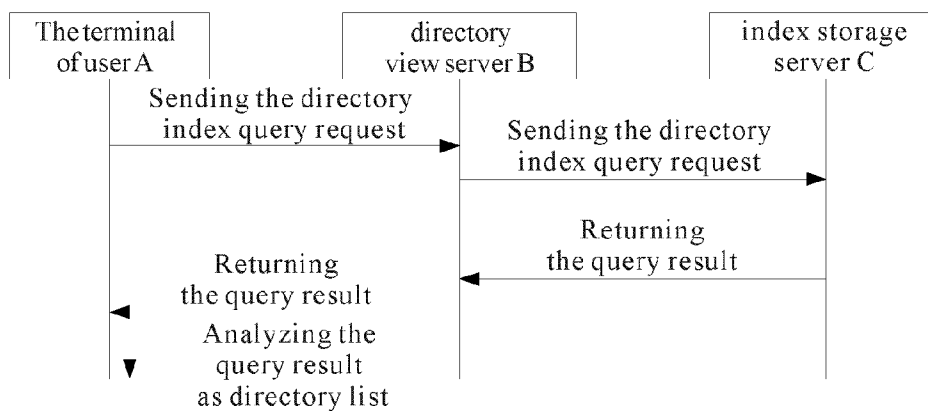 The terminal
of user A
directory
view server B
index storage
server C
Sending the directory
index query request
Sending the directory
index query request
Returning
the query result
Returning
the query result
Analyzing the
query result
as directory list